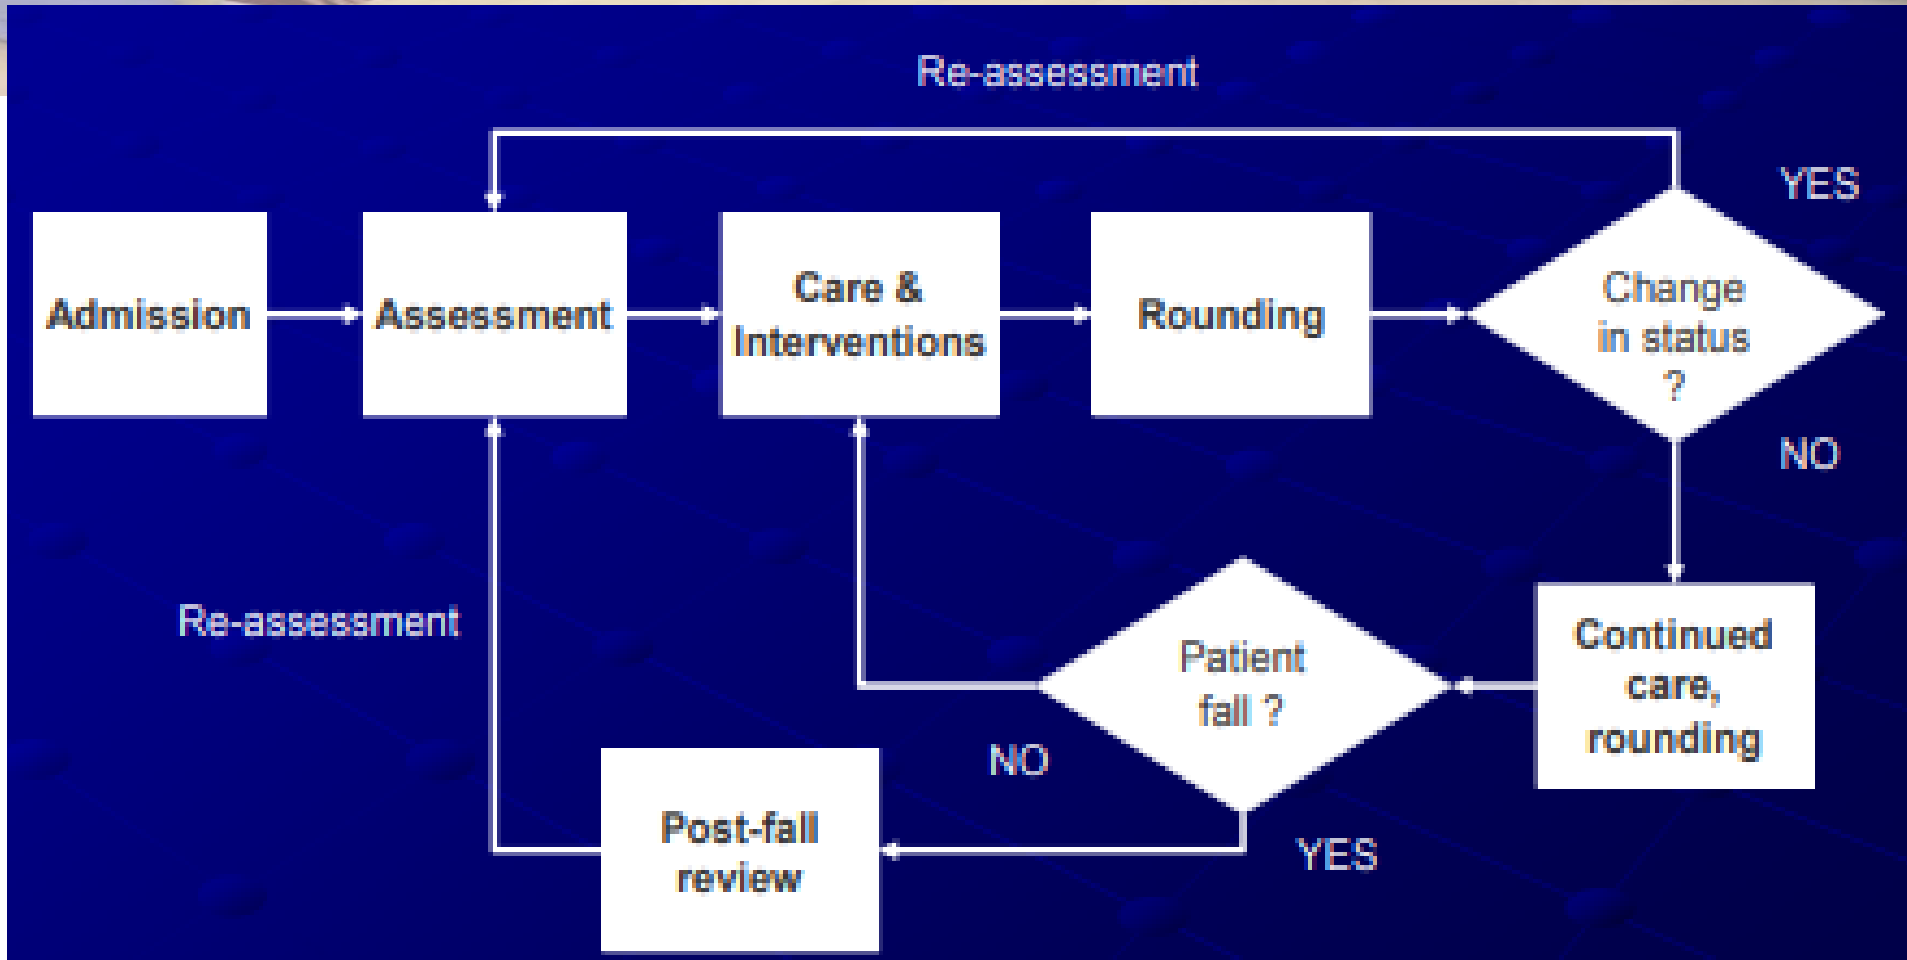 Re-assessment
YES
Admission
Assessment
Care &
Interventions
Rounding
Change
in status
?
NO
Re-assessment
Patient
fall ?
Continued
care,
rounding
NO
YES
Post-fall
review